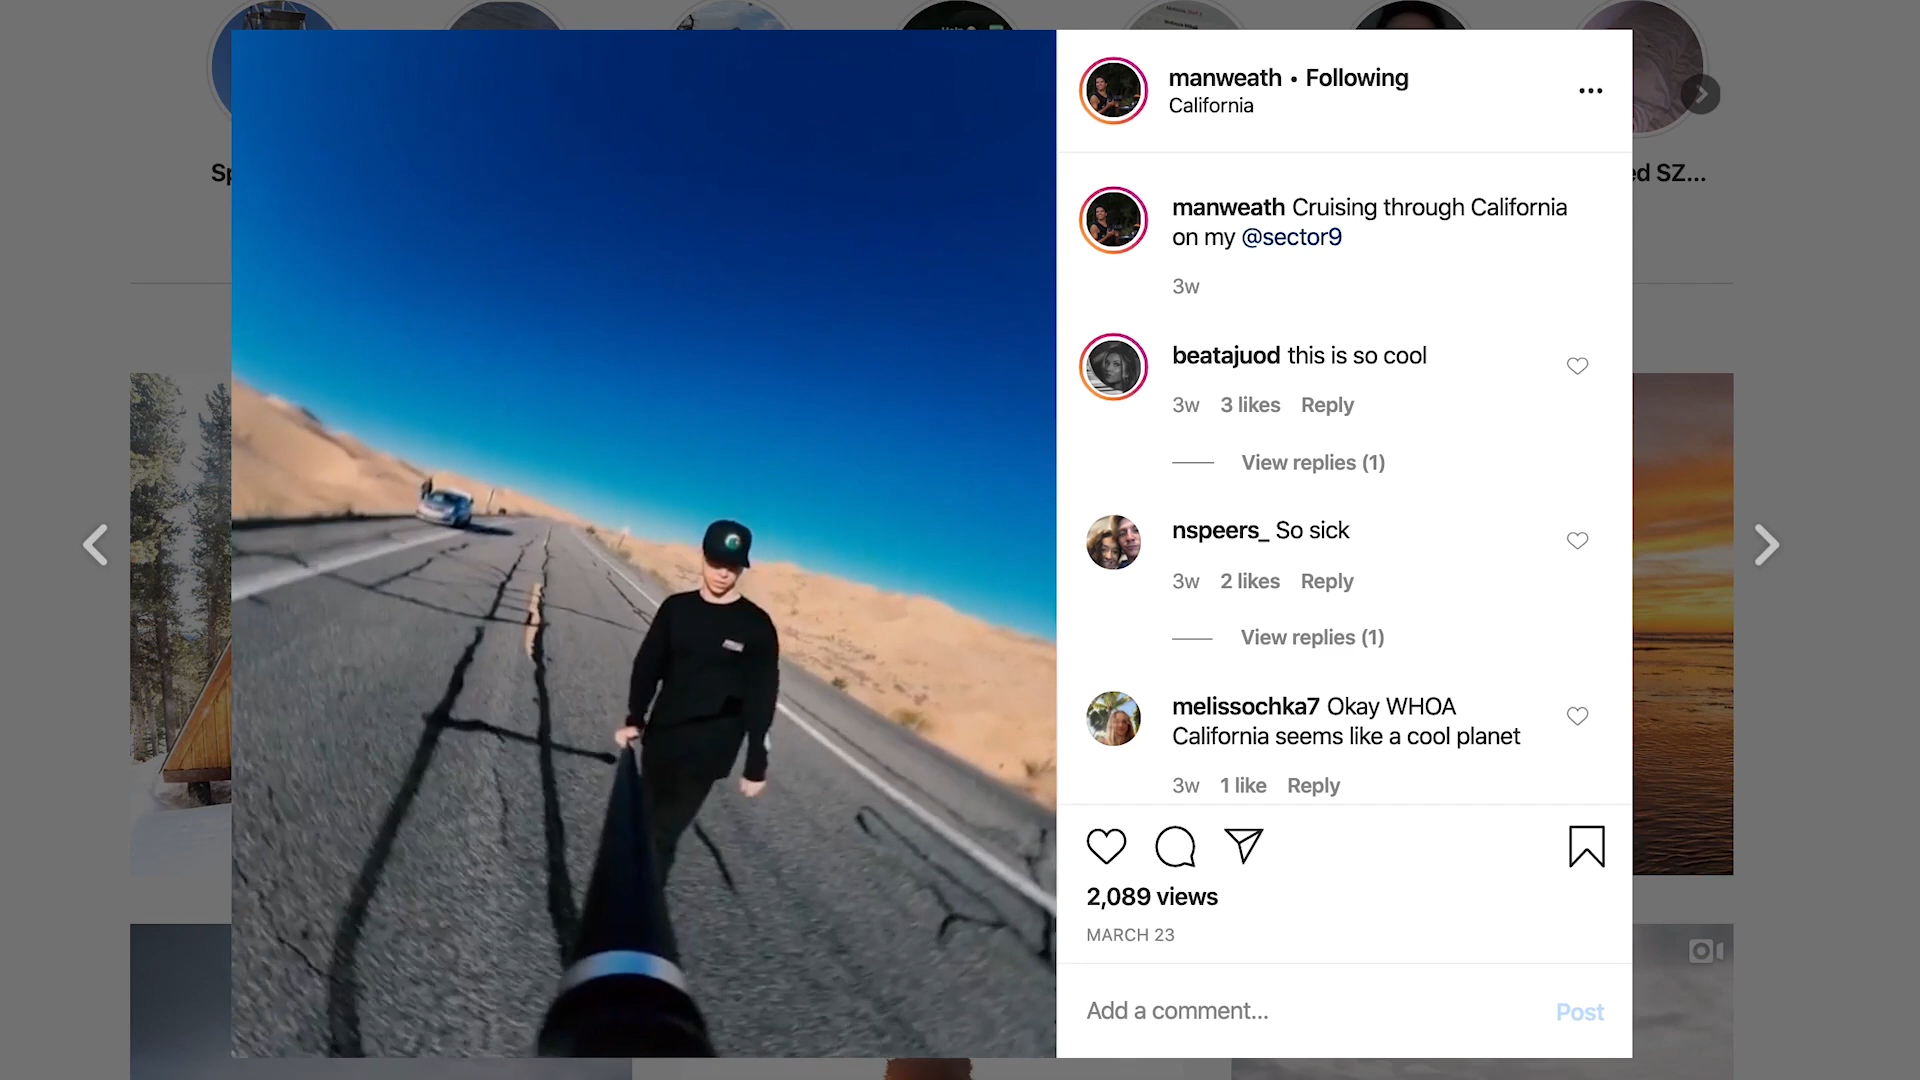 manweath • Following
California
manweath Cruising through California
on my @sector9
3w
beatajuod this is so cool
3w 3 likes Reply
View replies (1)
nspeers_ So sick
3w 2 likes Reply
View replies (1)
melissochka7 Okay WHOA
California seems like a cool planet
3w 1 like Reply
2,089 views
MARCH 23
Add a comment... Post
Sp
ed SZ...